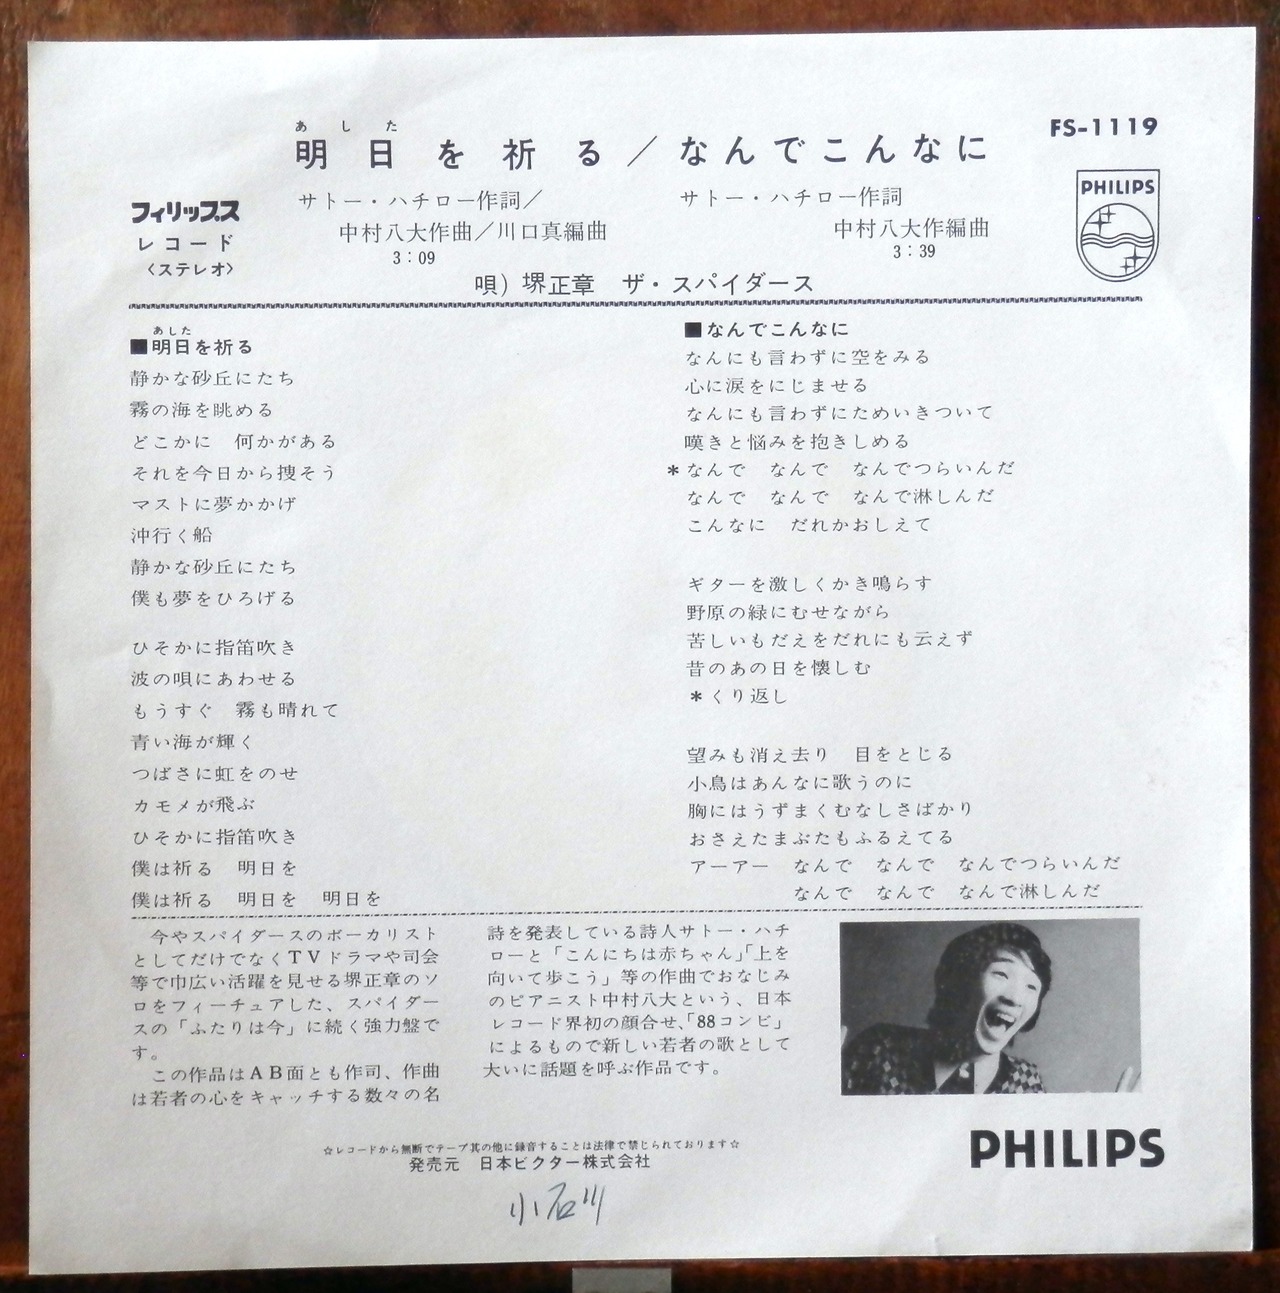 あした
明日を祈る／なんでこんなに
FS-1119
フィリップス
レコード
〈ステレオ〉
サトー・ハチロー作詞／
中村八大作曲／川口真編曲
3：09
サトー・ハチロー作詞
中村八大作編曲
3：39
PHILIPS
唄）堺正章　ザ・スパイダース
あした
■明日を祈る
静かな砂丘にたち
霧の海を眺める
どこかに　何かがある
それを今日から捜そう
マストに夢かかげ
沖行く船
静かな砂丘にたち
僕も夢をひろげる
ひそかに指笛吹き
波の唄にあわせる
もうすぐ　霧も晴れて
青い海が輝く
つばさに虹をのせ
カモメが飛ぶ
ひそかに指笛吹き
僕は祈る　明日を
僕は祈る　明日を　明日を
■なんでこんなに
なんにも言わずに空をみる
心に涙をにじませる
なんにも言わずにためいきついて
嘆きと悩みを抱きしめる
＊なんで　なんで　なんでつらいんだ
なんで　なんで　なんで淋しんだ
こんなに　だれかおしえて
ギターを激しくかき鳴らす
野原の緑にむせながら
苦しいもだえをだれにも云えず
昔のあの日を懐しむ
＊くり返し
望みも消え去り　目をとじる
小鳥はあんなに歌うのに
胸にはうずまくむなしさばかり
おさえたまぶたもふるえてる
アーアー　なんで　なんで　なんでつらいんだ
なんで　なんで　なんで淋しんだ
今やスパイダースのボーカリスト
としてだけでなくTVドラマや司会
等で巾広い活躍を見せる堺正章のソ
ロをフィーチュアした、スパイダー
スの「ふたりは今」に続く強力盤で
す。
この作品はAB面とも作司、作曲
は若者の心をキャッチする数々の名
詩を発表している詩人サトー・ハチ
ローと「こんにちは赤ちゃん」「上を
向いて歩こう」等の作曲でおなじみ
のピアニスト中村八大という、日本
レコード界初の顔合せ、「88コンビ」
によるもので新しい若者の歌として
大いに話題を呼ぶ作品です。
☆レコードから無断でテープ其の他に録音することは法律で禁じられております☆
発売元　日本ビクター株式会社
PHILIPS
小石川